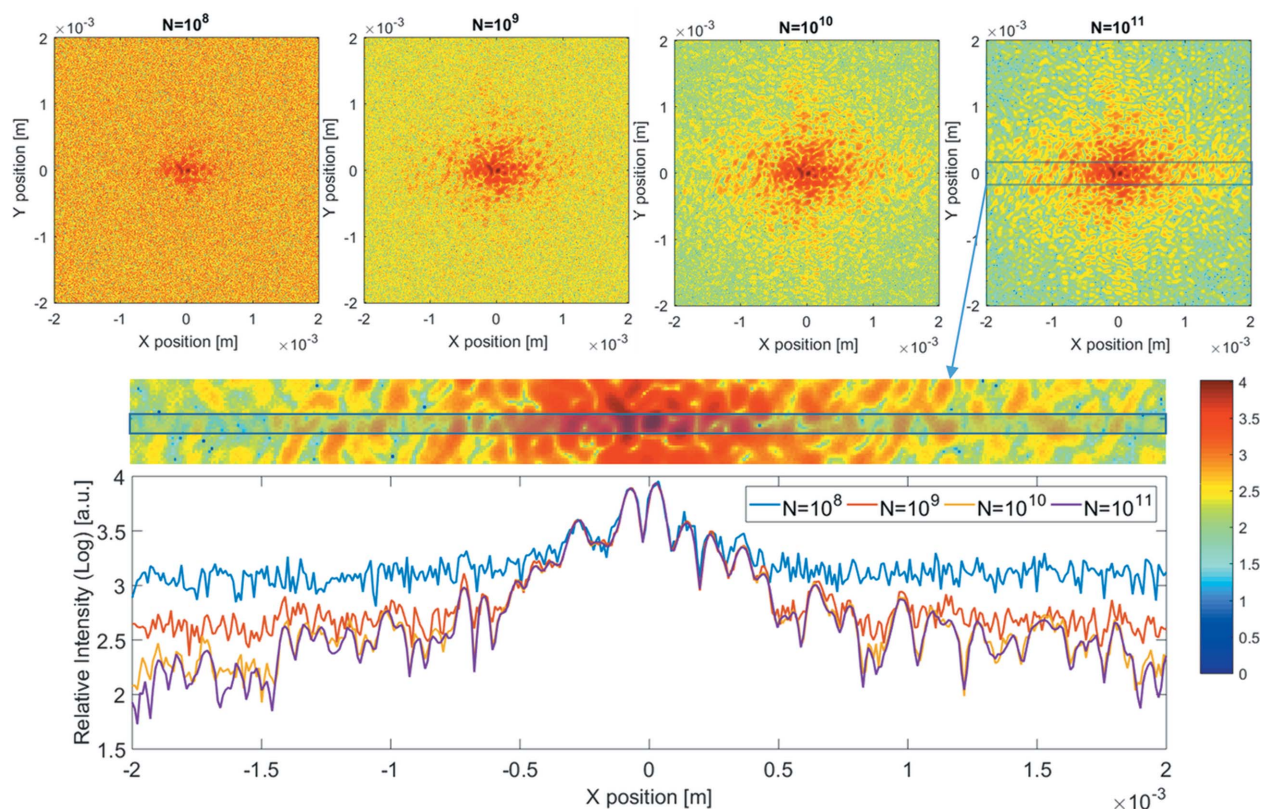 ×10⁻³ N=10⁸
×10⁻³ N=10⁹
×10⁻³ N=10¹⁰
×10⁻³ N=10¹¹
Y position [m]
2
1
0
-1
-2
-2 -1 0 1 2
X position [m] ×10⁻³
Y position [m]
2
1
0
-1
-2
-2 -1 0 1 2
X position [m] ×10⁻³
Y position [m]
2
1
0
-1
-2
-2 -1 0 1 2
X position [m] ×10⁻³
Y position [m]
2
1
0
-1
-2
-2 -1 0 1 2
X position [m] ×10⁻³
4
3.5
3
2.5
2
1.5
1
0.5
0
Relative Intensity (Log) [a.u.]
4
3.5
3
2.5
2
1.5
N=10⁸ N=10⁹ N=10¹⁰ N=10¹¹
-2 -1.5 -1 -0.5 0 0.5 1 1.5 2
X position [m] ×10⁻³